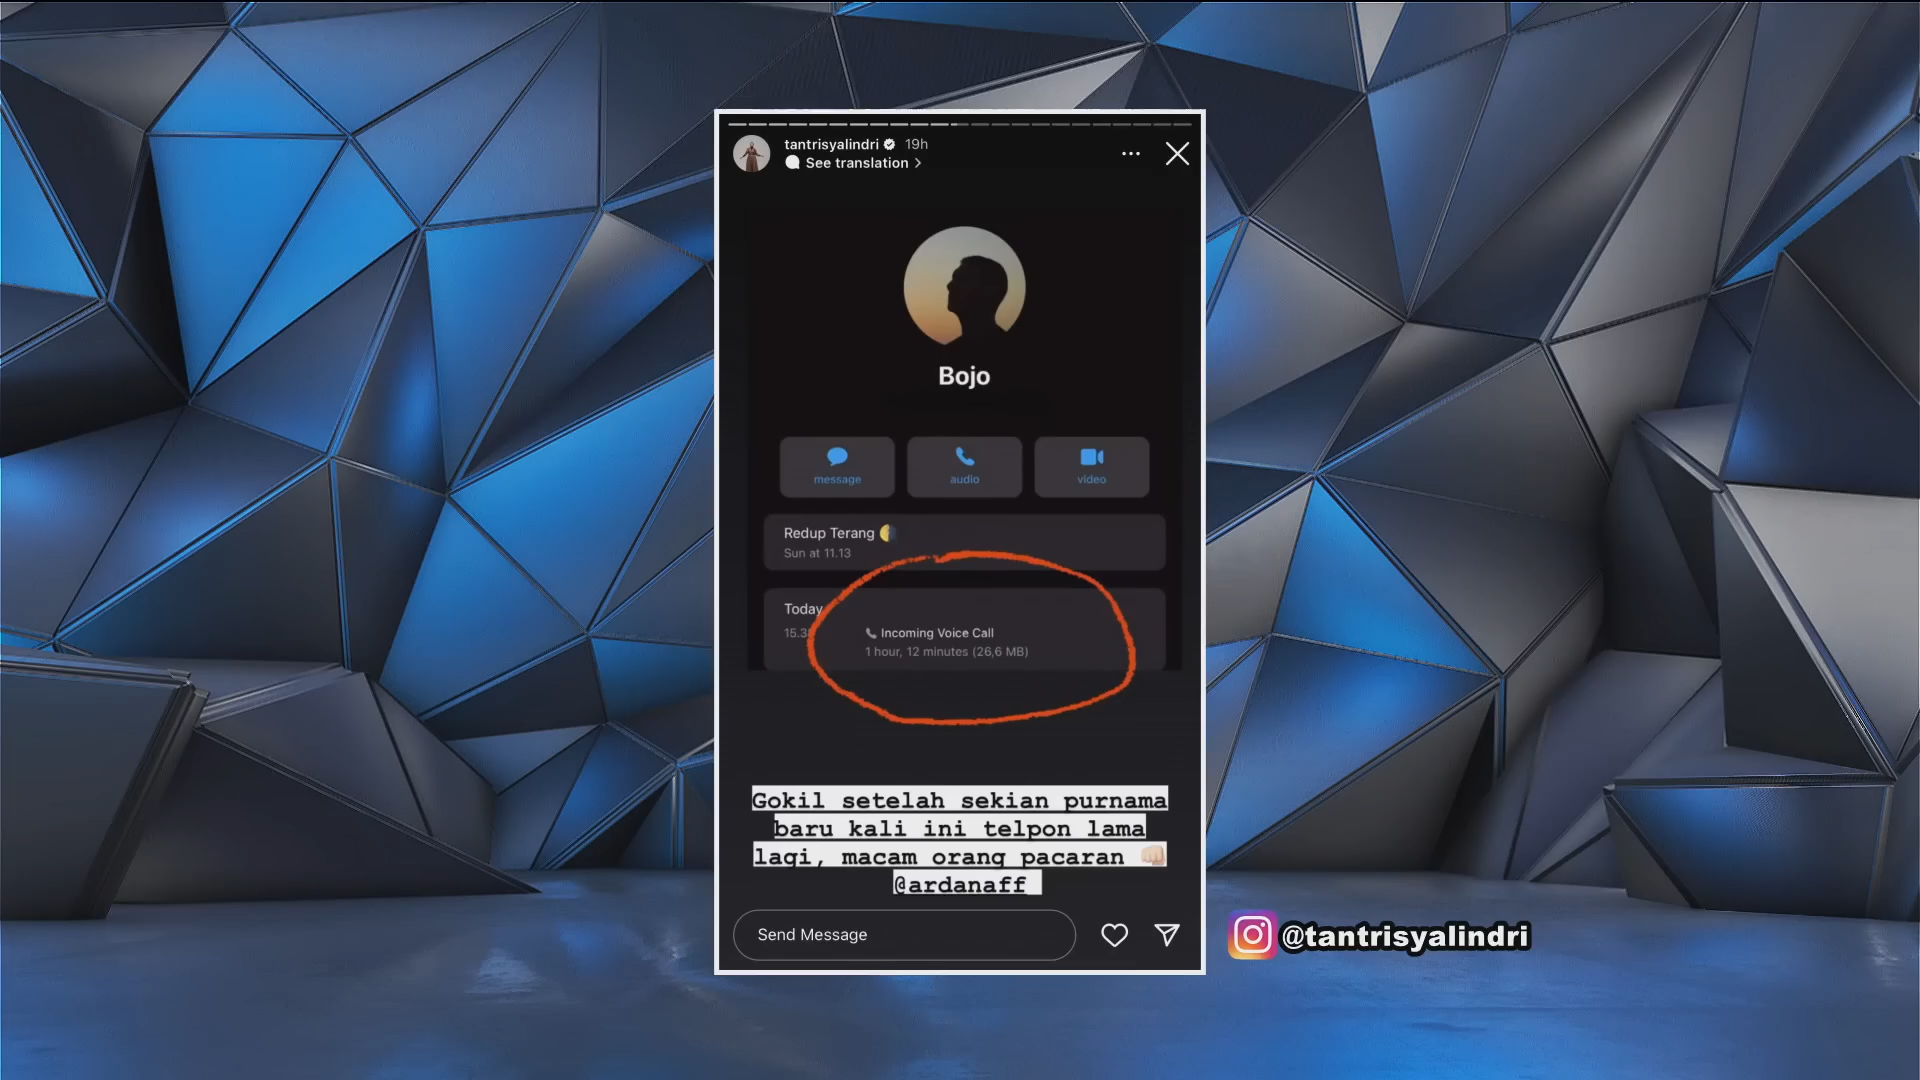 tantrisyalindri 19h
See translation >
Bojo
message audio video
Redup Terang
Sun at 11.13
Today
Incoming Voice Call
1 hour, 12 minutes (26,6 MB)
Gokil setelah sekian purnama
baru kali ini telpon lama
lagi, macam orang pacaran 👊🏻
@ardanaff
Send Message
@tantrisyalindri